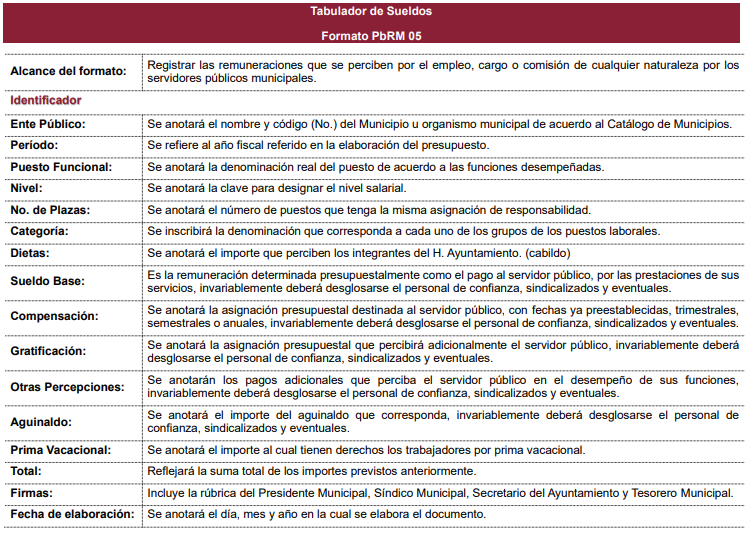 Tabulador de Sueldos
Formato PbRM 05
Alcance del formato: Registrar las remuneraciones que se perciben por el empleo, cargo o comisión de cualquier naturaleza por los
servidores públicos municipales.
Identificador
Ente Público: Se anotará el nombre y código (No.) del Municipio u organismo municipal de acuerdo al Catálogo de Municipios.
Período: Se refiere al año fiscal referido en la elaboración del presupuesto.
Puesto Funcional: Se anotará la denominación real del puesto de acuerdo a las funciones desempeñadas.
Nivel: Se anotará la clave para designar el nivel salarial.
No. de Plazas: Se anotará el número de puestos que tenga la misma asignación de responsabilidad.
Categoría: Se inscribirá la denominación que corresponda a cada uno de los grupos de los puestos laborales.
Dietas: Se anotará el importe que perciben los integrantes del H. Ayuntamiento. (cabildo)
Sueldo Base: Es la remuneración determinada presupuestalmente como el pago al servidor público, por las prestaciones de sus
servicios, invariablemente deberá desglosarse el personal de confianza, sindicalizados y eventuales.
Compensación: Se anotará la asignación presupuestal destinada al servidor público, con fechas ya preestablecidas, trimestrales,
semestrales o anuales, invariablemente deberá desglosarse el personal de confianza, sindicalizados y eventuales.
Gratificación: Se anotará la asignación presupuestal que percibirá adicionalmente el servidor público, invariablemente deberá
desglosarse el personal de confianza, sindicalizados y eventuales.
Otras Percepciones: Se anotarán los pagos adicionales que perciba el servidor público en el desempeño de sus funciones,
invariablemente deberá desglosarse el personal de confianza, sindicalizados y eventuales.
Aguinaldo: Se anotará el importe del aguinaldo que corresponda, invariablemente deberá desglosarse el personal de
confianza, sindicalizados y eventuales.
Prima Vacacional: Se anotará el importe al cual tienen derechos los trabajadores por prima vacacional.
Total: Reflejará la suma total de los importes previstos anteriormente.
Firmas: Incluye la rúbrica del Presidente Municipal, Síndico Municipal, Secretario del Ayuntamiento y Tesorero Municipal.
Fecha de elaboración: Se anotará el día, mes y año en la cual se elabora el documento.